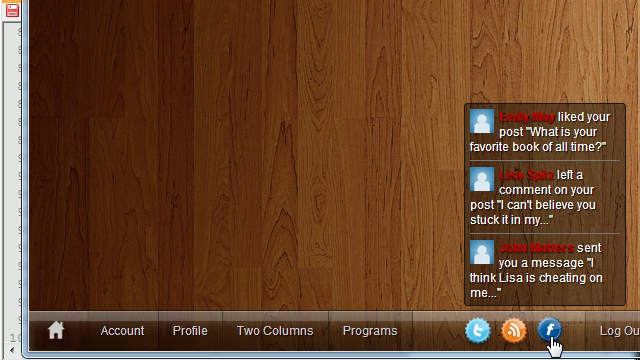 Emily May liked your
post "What is your
favorite book of all time?"
Lisa Spitz left a
comment on your
post "I can't believe you
stuck it in my..."
John Matters sent
you a message "I
think Lisa is cheating on
me..."
Account Profile Two Columns Programs Log Ou